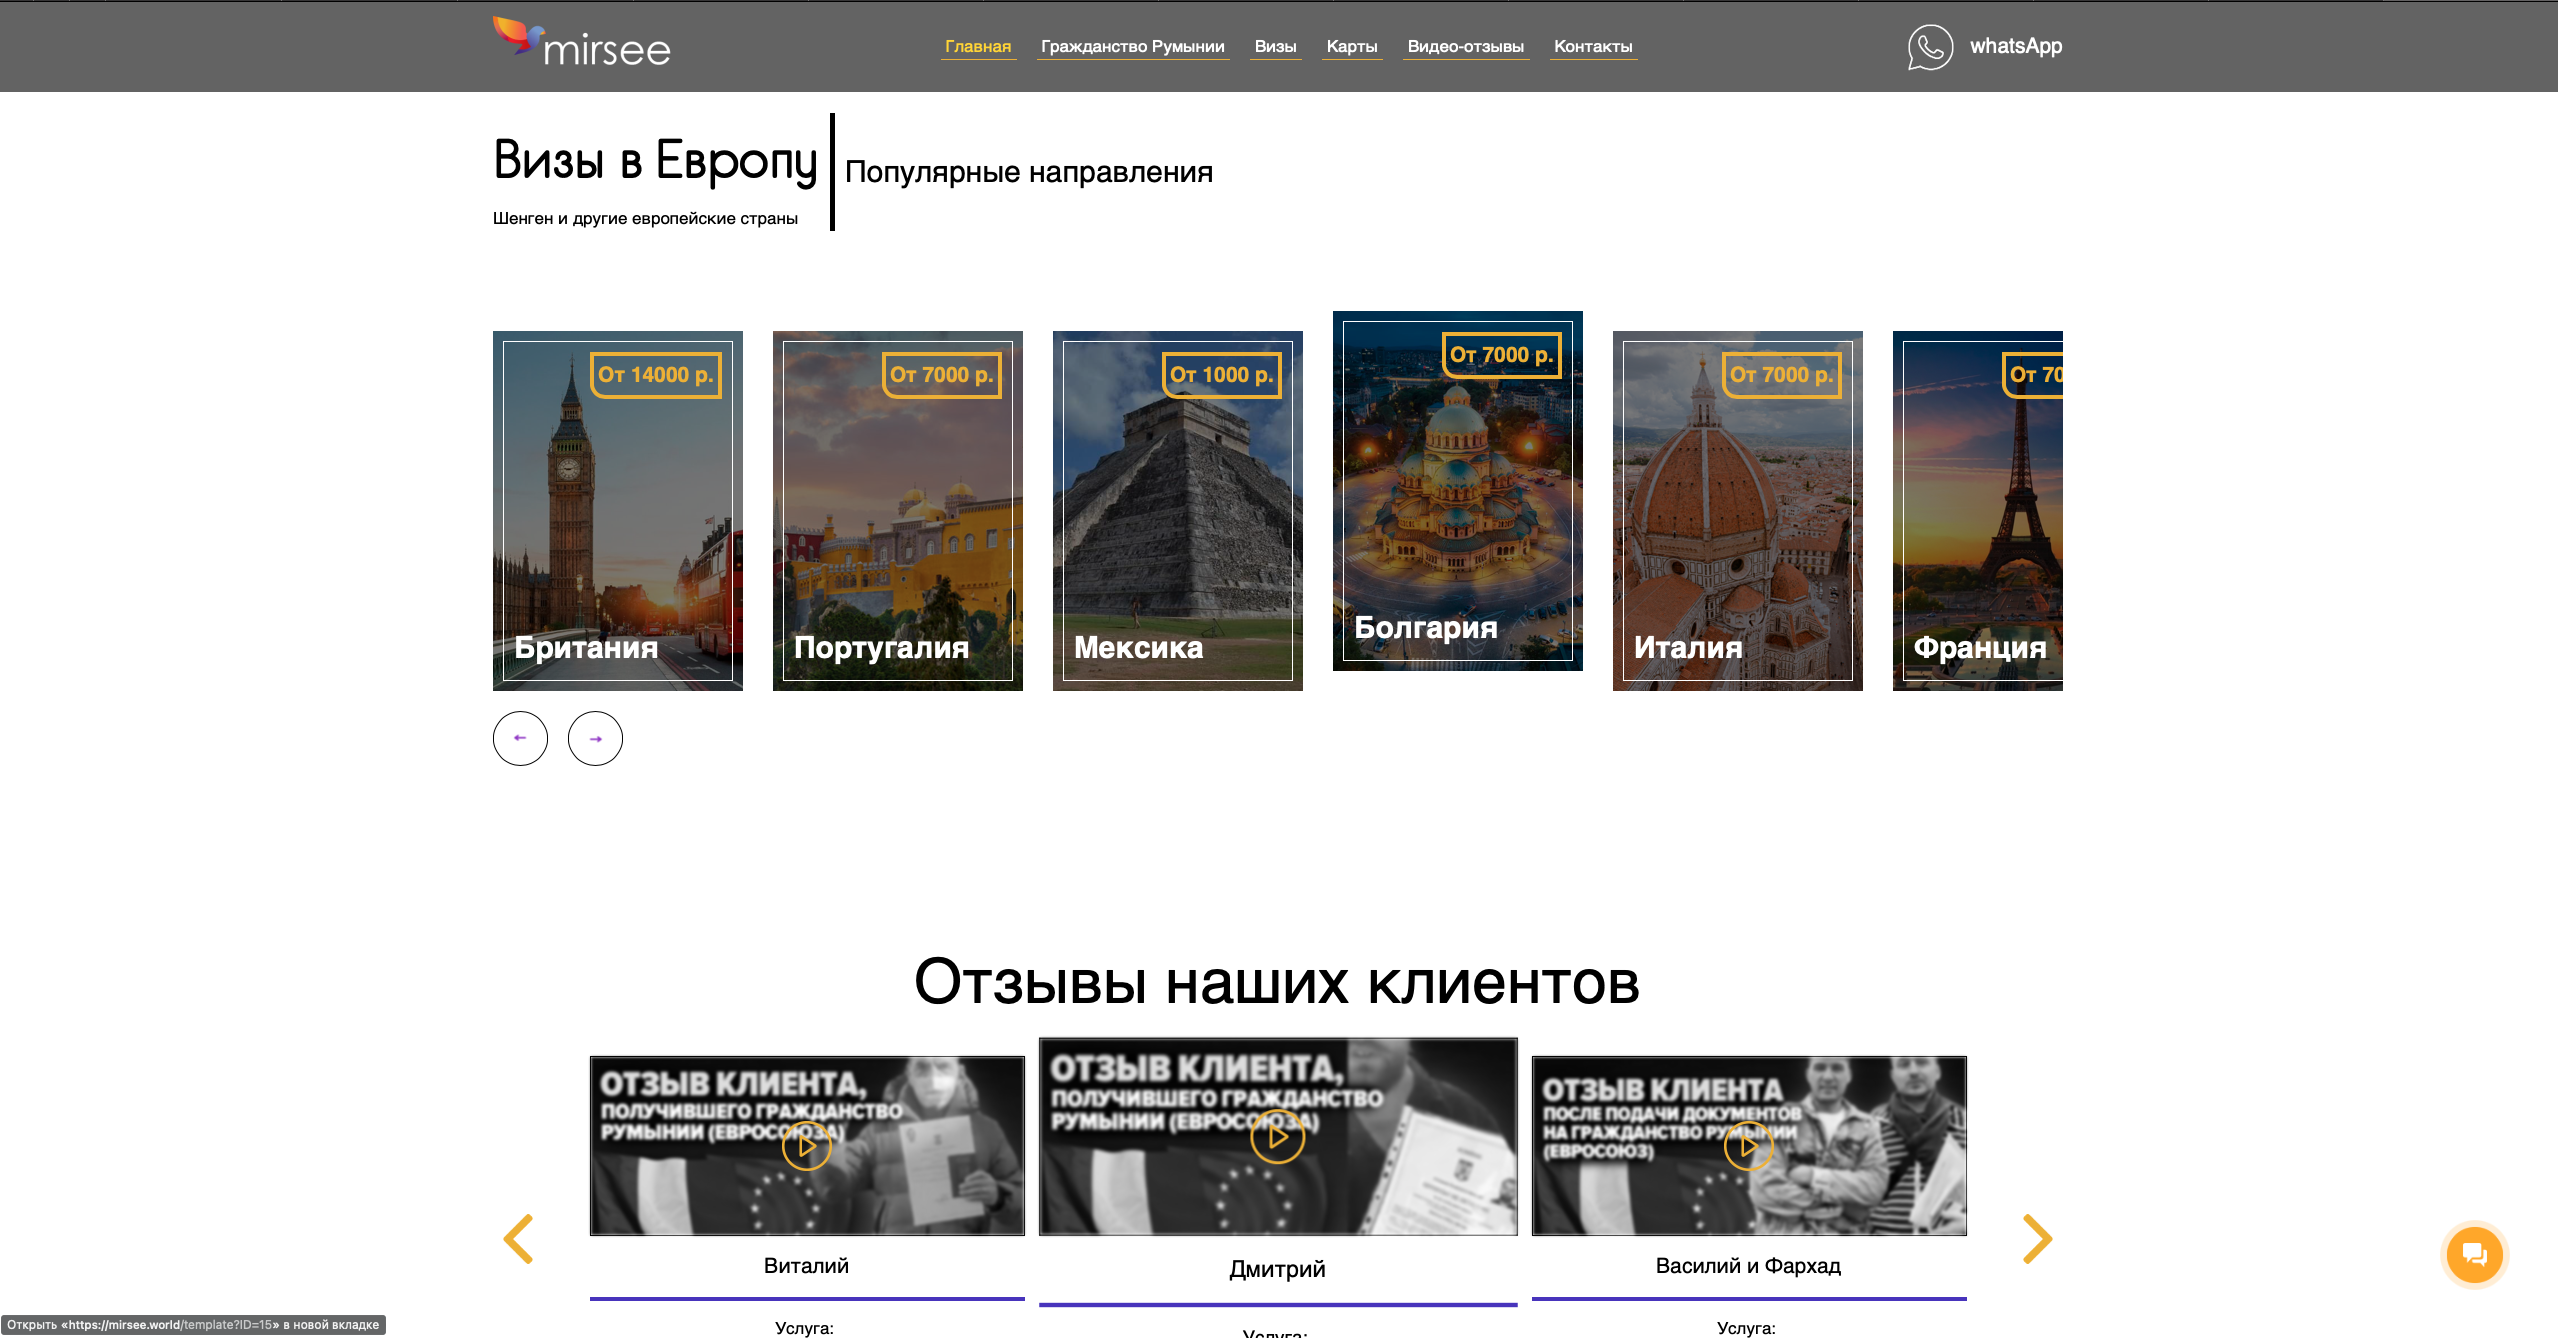 mirsee
Главная
Гражданство Румынии
Визы
Карты
Видео-отзывы
Контакты
whatsApp
Визы в Европу
Шенген и другие европейские страны
Популярные направления
От 14000 р.
Британия
От 7000 р.
Португалия
От 1000 р.
Мексика
От 7000 р.
Болгария
От 7000 р.
Италия
От 70
Франция
Отзывы наших клиентов
ОТЗЫВ КЛИЕНТА,
ПОЛУЧИВШЕГО ГРАЖДАНСТВО
РУМЫНИИ (ЕВРОСОЮЗА)
Виталий
Услуга:
ОТЗЫВ КЛИЕНТА,
ПОЛУЧИВШЕГО ГРАЖДАНСТВО
РУМЫНИИ (ЕВРОСОЮЗА)
Дмитрий
Услуга:
ОТЗЫВ КЛИЕНТА
ПОСЛЕ ПОДАЧИ ДОКУМЕНТОВ
НА ГРАЖДАНСТВО РУМЫНИИ
(ЕВРОСОЮЗ)
Василий и Фархад
Услуга:
Открыть «https://mirsee.world/template?ID=15» в новой вкладке